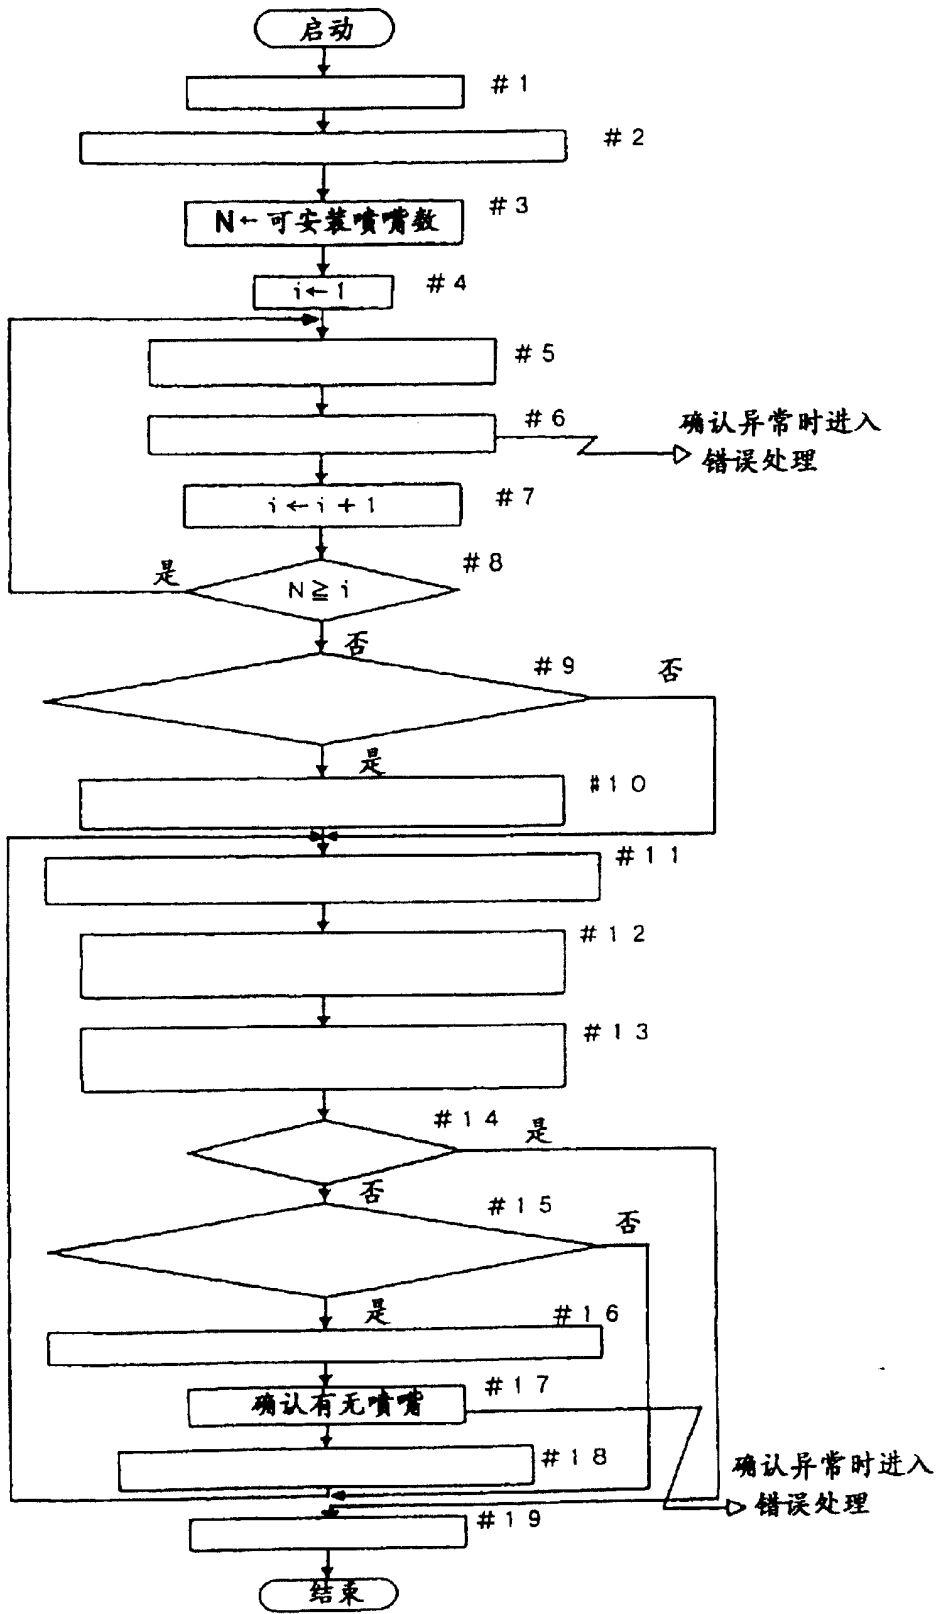 启动
#1
#2
N←可安装喷嘴数 #3
i←1 #4
#5
#6
确认异常时进入
错误处理
i←i+1 #7
#8
是
N≧i
否
#9
否
是
#10
#11
#12
#13
#14
是
否
#15
否
是
#16
确认有无喷嘴 #17
#18
确认异常时进入
错误处理
#19
结束